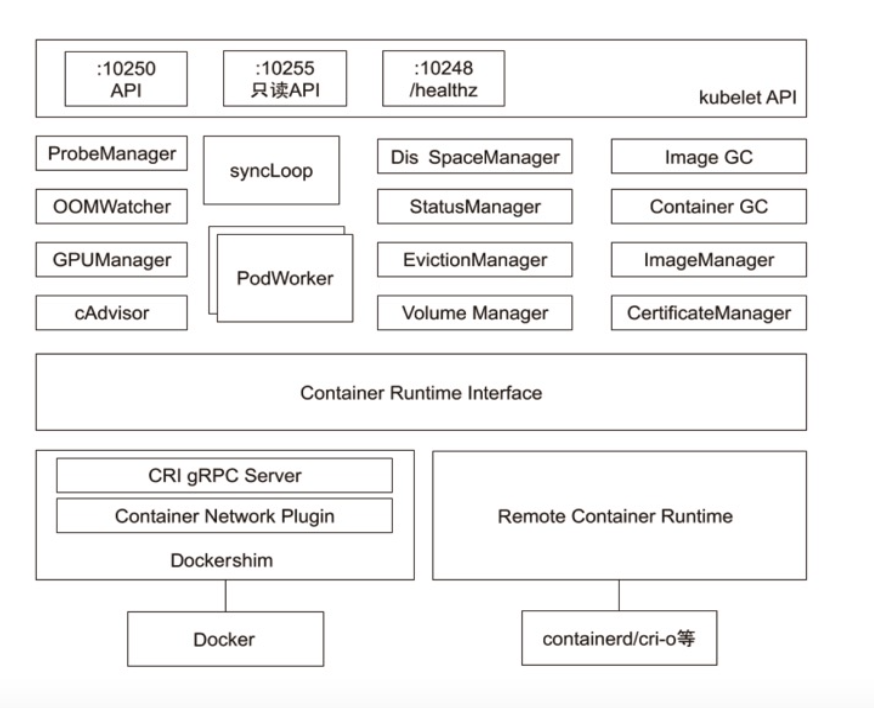 :10250
API
:10255
只读API
:10248
/healthz
kubelet API
ProbeManager
syncLoop
Dis SpaceManager
Image GC
OOMWatcher
StatusManager
Container GC
GPUManager
PodWorker
EvictionManager
ImageManager
cAdvisor
Volume Manager
CertificateManager
Container Runtime Interface
CRI gRPC Server
Container Network Plugin
Dockershim
Remote Container Runtime
Docker
containerd/cri-o等